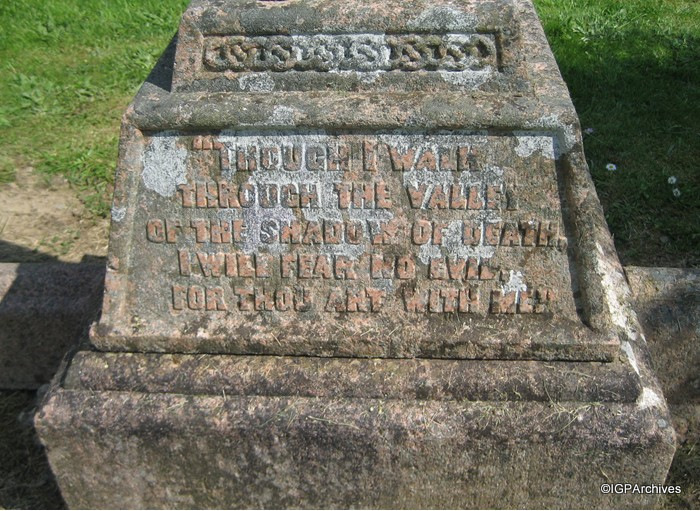 "THOUGH I WALK
THROUGH THE VALLEY
OF THE SHADOW OF DEATH,
I WILL FEAR NO EVIL,
FOR THOU ART WITH ME."
©IGPArchives